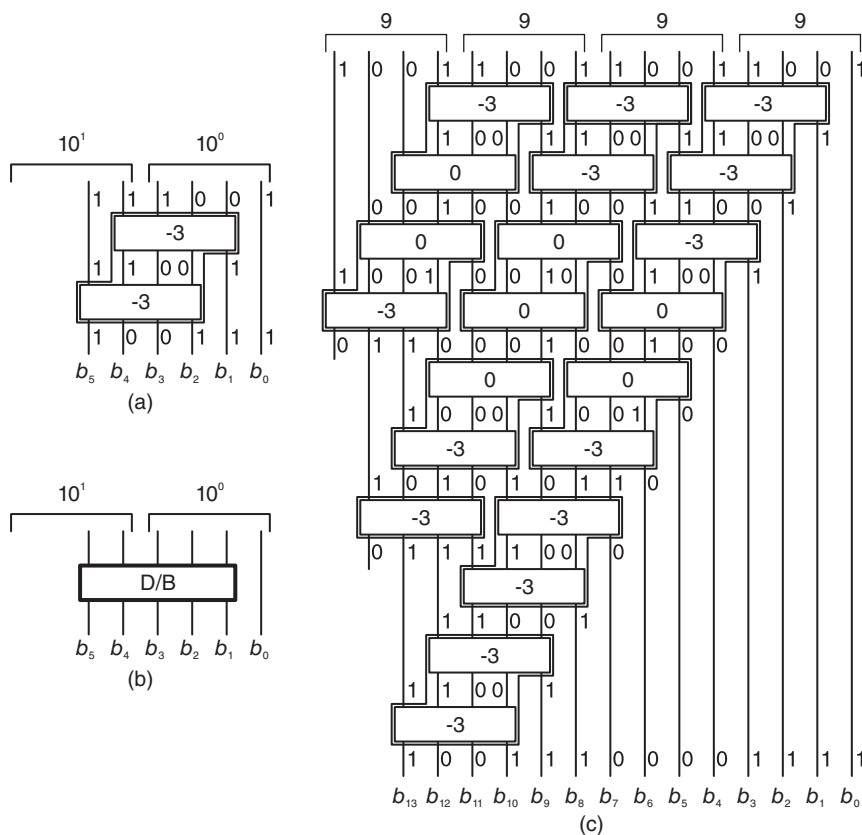 10¹ 10⁰
1 1 1 0 0 1
-3
1 1 0 0 1
-3
1 0 0 1 1 1
b₅ b₄ b₃ b₂ b₁ b₀
(a)
10¹ 10⁰
D/B
b₅ b₄ b₃ b₂ b₁ b₀
(b)
9 9 9 9
1 0 0 1 1 0 0 1 1 0 0 1 1 0 0 1
-3 -3 -3
1 0 0 1 1 0 0 1 1 0 0 1
0 -3 -3
0 0 1 0 0 1 0 0 1 1 0 0 1
0 0 -3
1 0 0 1 0 0 1 0 0 1 0 0 1
-3 0 0
0 1 1 0 0 0 1 0 0 1 0 0
0 0
1 0 0 0 1 0 0 1 0
-3 -3
1 0 1 0 1 0 1 1 0
-3 -3
0 1 1 1 1 0 0 0
-3
1 1 0 0 1
-3
1 1 0 0 1
-3
1 0 0 1 1 1 0 0 0 0 1 1 1 1
b₁₃ b₁₂ b₁₁ b₁₀ b₉ b₈ b₇ b₆ b₅ b₄ b₃ b₂ b₁ b₀
(c)